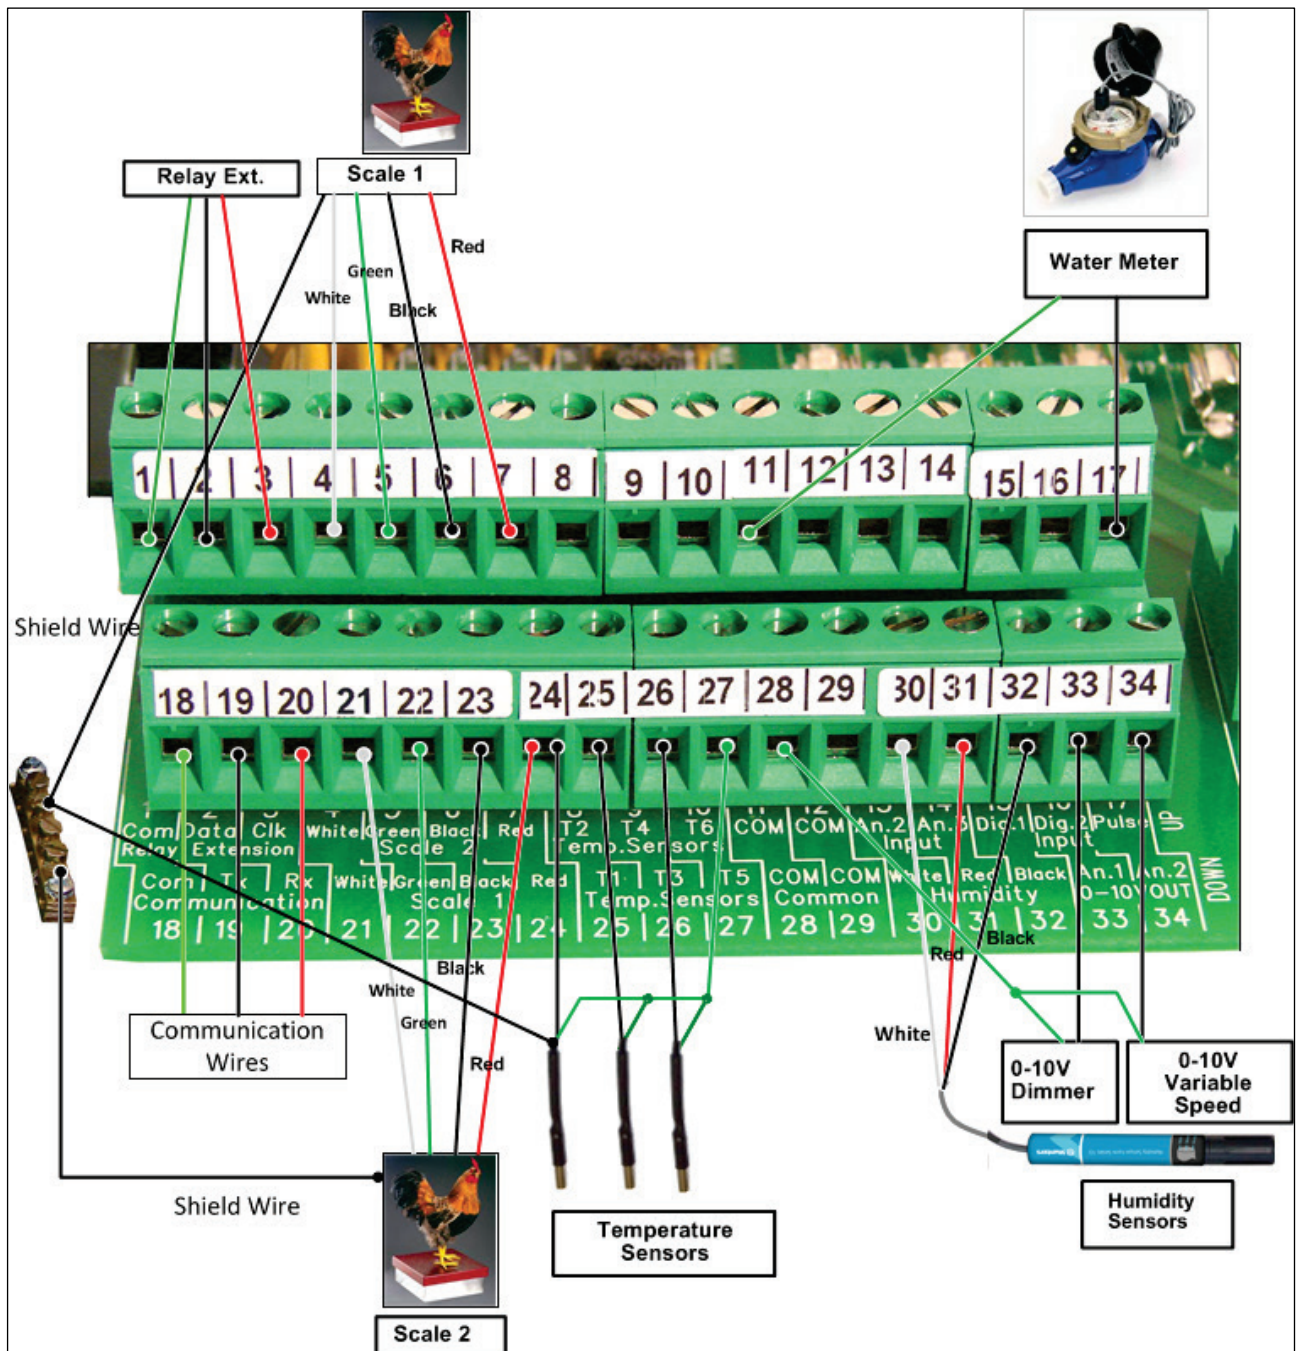 Relay Ext.
Scale 1
Red
Green
White
Black
Water Meter
1 2 3 4 5 6 7 8 9 10 11 12 13 14 15 16 17
Shield Wire
18 19 20 21 22 23 24 25 26 27 28 29 30 31 32 33 34
Com Data Clk White Green Black Red T2 T4 T6 COM COM An.2 An.3 Dig.1 Dig.2 Pulse UP
Relay Extension Scale 2 Temp.Sensors Input Input
Com Tx Rx White Green Black Red T1 T3 T5 COM COM White Red Black An.1 An.2 DOWN
Communication Scale 1 Temp.Sensors Common Humidity 0-10VOUT
18 19 20 21 22 23 24 25 26 27 28 29 30 31 32 33 34
Black
Red
Black
White
Green
White
Red
Communication
Wires
0-10V
Dimmer
0-10V
Variable
Speed
Shield Wire
Temperature
Sensors
Humidity
Sensors
Scale 2